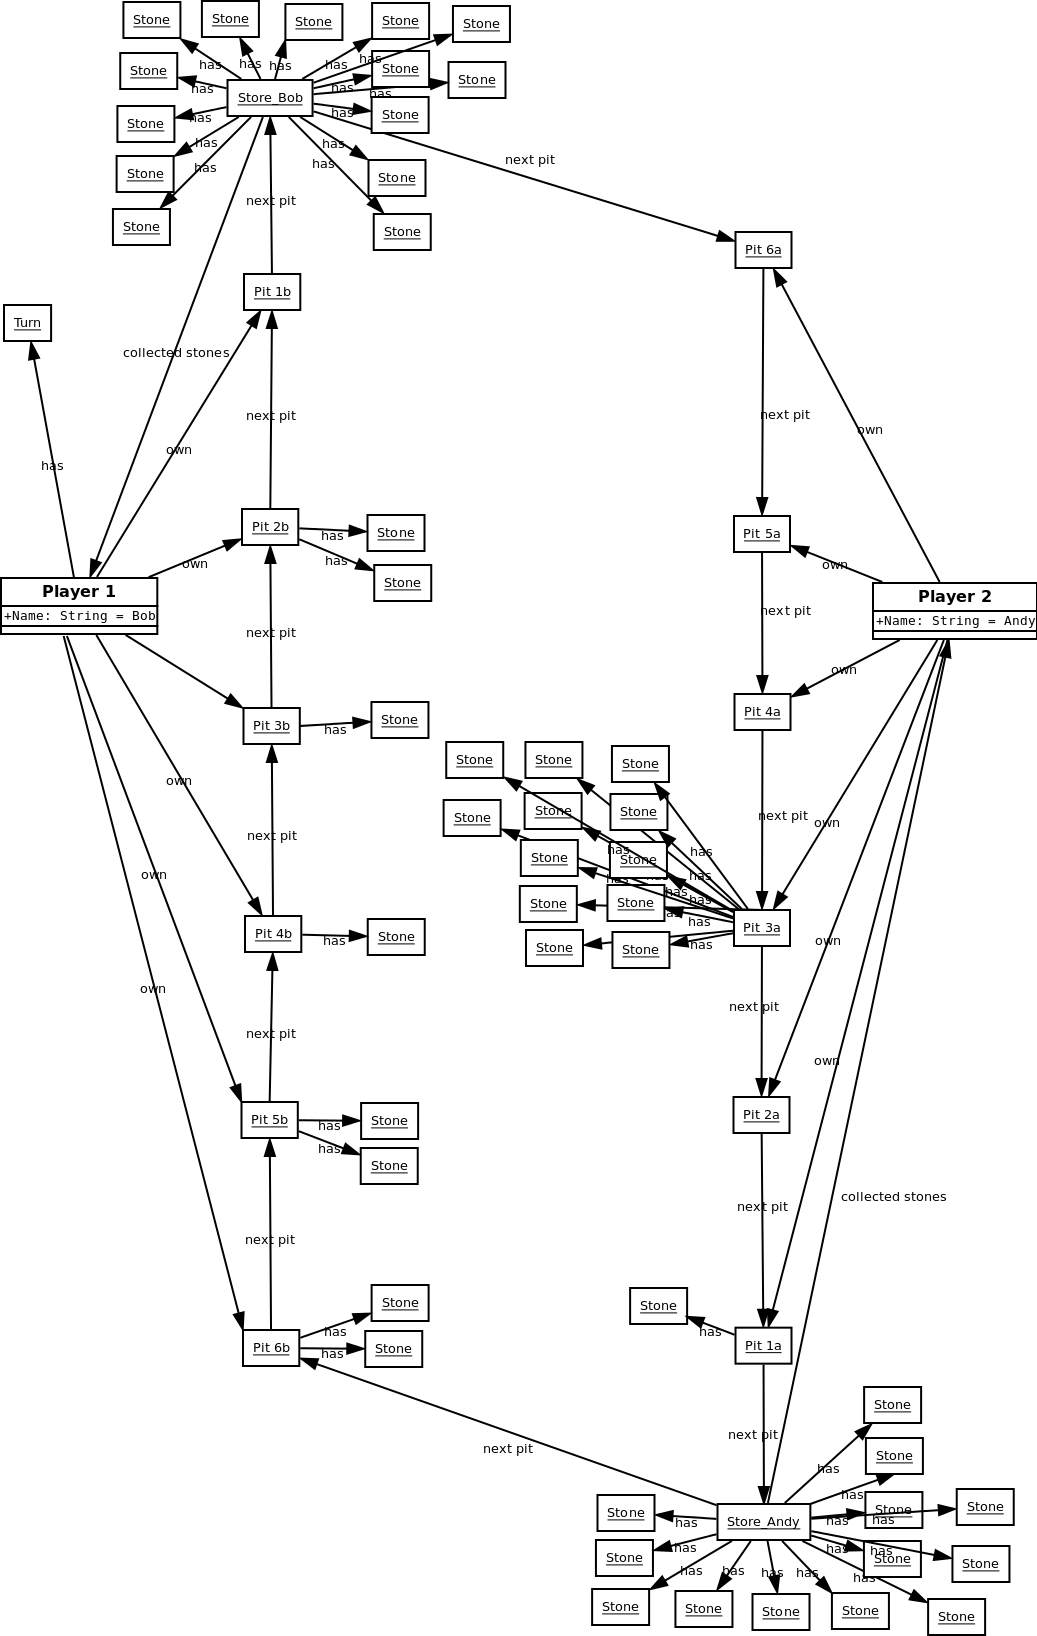 Stone
Stone
Stone
Stone
Stone
has
has
has
has
has
Stone
Stone
Stone
has
Store_Bob
has
has
Stone
has
has
Stone
has
has
has
next pit
Stone
has
has
Stone
next pit
Stone
Stone
Pit 6a
Pit 1b
Turn
collected stones
next pit
next pit
own
own
has
Pit 2b
Stone
Pit 5a
has
has
own
own
Stone
Player 1
Player 2
+Name: String = Bob
next pit
+Name: String = Andy
next pit
own
Pit 3b
has
Stone
Pit 4a
Stone
Stone
Stone
own
Stone
Stone
Stone
next pit
own
next pit
has
has
Stone
Stone
has
has
own
has
has
Stone
Stone
has
has
Pit 4b
has
Stone
Pit 3a
Stone
Stone
has
own
own
next pit
next pit
own
Pit 5b
has
Stone
Pit 2a
has
Stone
collected stones
next pit
next pit
Stone
Stone
has
has
Pit 6b
has
Stone
Pit 1a
Stone
next pit
next pit
Stone
has
has
Stone
Stone
Stone
has
Store_Andy
has
has
has
Stone
has
has
Stone
Stone
has
has
has
has
has
Stone
Stone
Stone
Stone
Stone